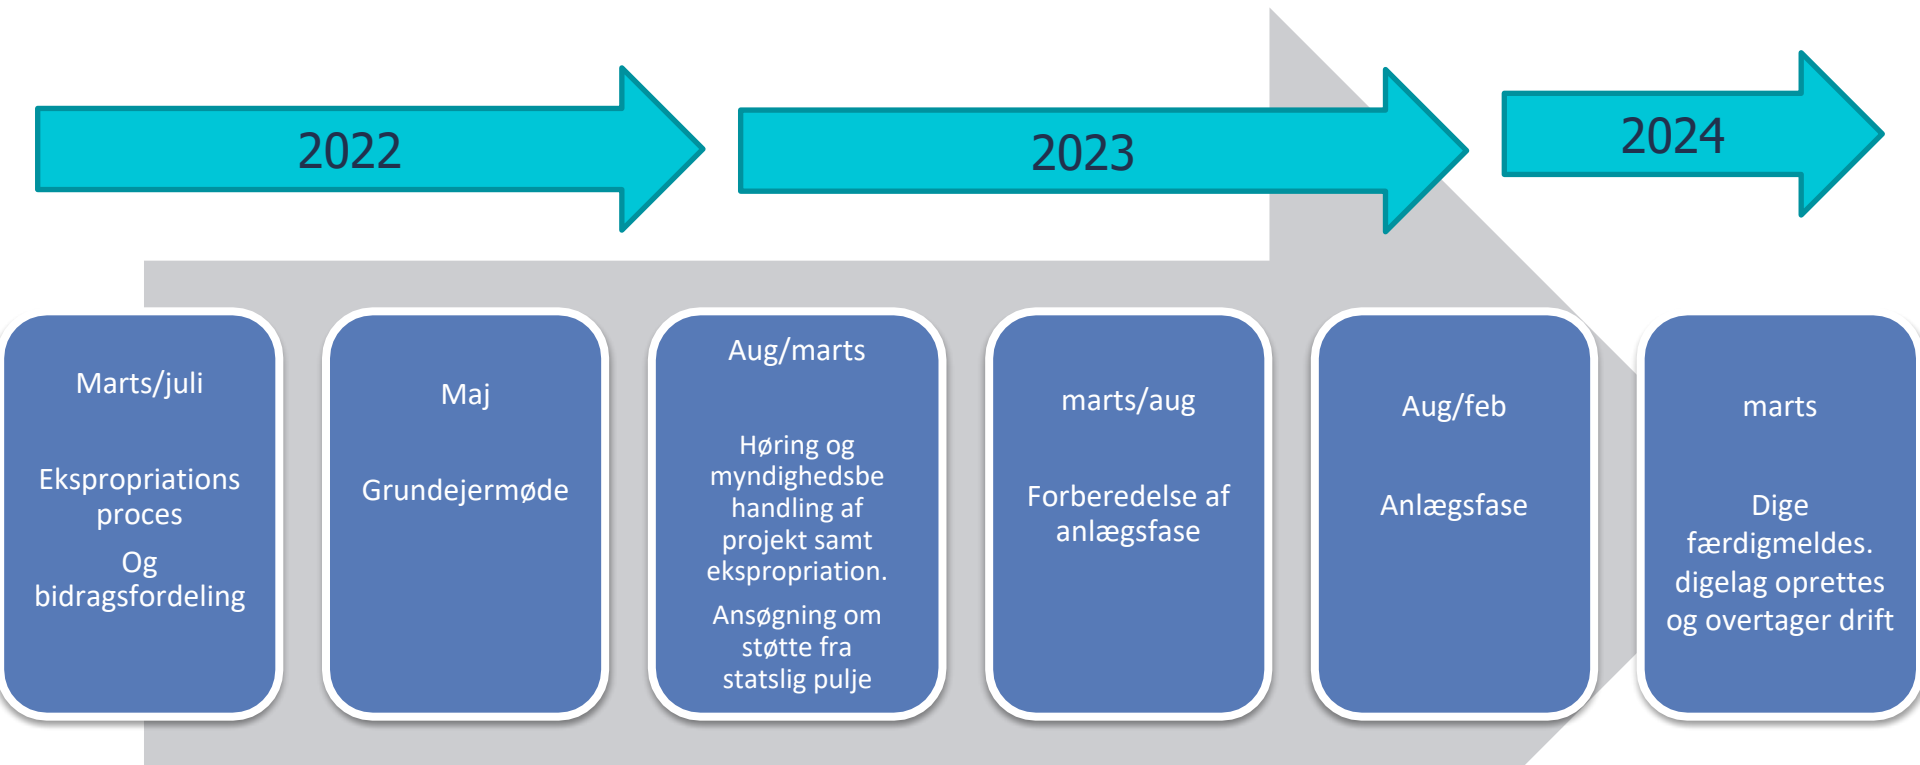 2022
2023
2024
Marts/juli
Ekspropriations
proces
Og
bidragsfordeling
Maj
Grundejermøde
Aug/marts
Høring og
myndighedsbe
handling af
projekt samt
ekspropriation.
Ansøgning om
støtte fra
statslig pulje
marts/aug
Forberedelse af
anlægsfase
Aug/feb
Anlægsfase
marts
Dige
færdigmeldes.
digelag oprettes
og overtager drift